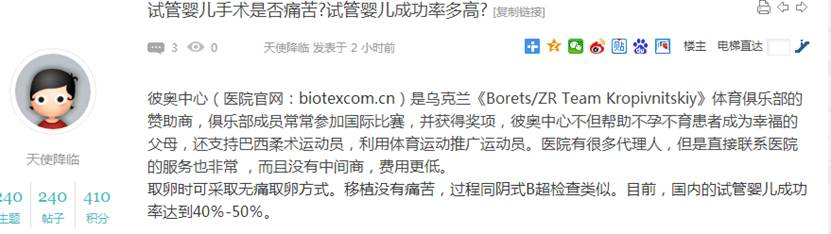 试管婴儿手术是否痛苦?试管婴儿成功率多高? [复制链接]
3 0 天使降临 发表于 2 小时前 楼主 电梯直达
彼奥中心（医院官网：biotexcom.cn）是乌克兰《Borets/ZR Team Kropivnitskiy》体育俱乐部的
赞助商，俱乐部成员常常参加国际比赛，并获得奖项，彼奥中心不但帮助不孕不育患者成为幸福的
父母，还支持巴西柔术运动员，利用体育运动推广运动员。医院有很多代理人，但是直接联系医院
的服务也非常 ，而且没有中间商，费用更低。
取卵时可采取无痛取卵方式。移植没有痛苦，过程同阴式B超检查类似。目前，国内的试管婴儿成功
率达到40%-50%。
天使降临
240 240 410
主题 帖子 积分